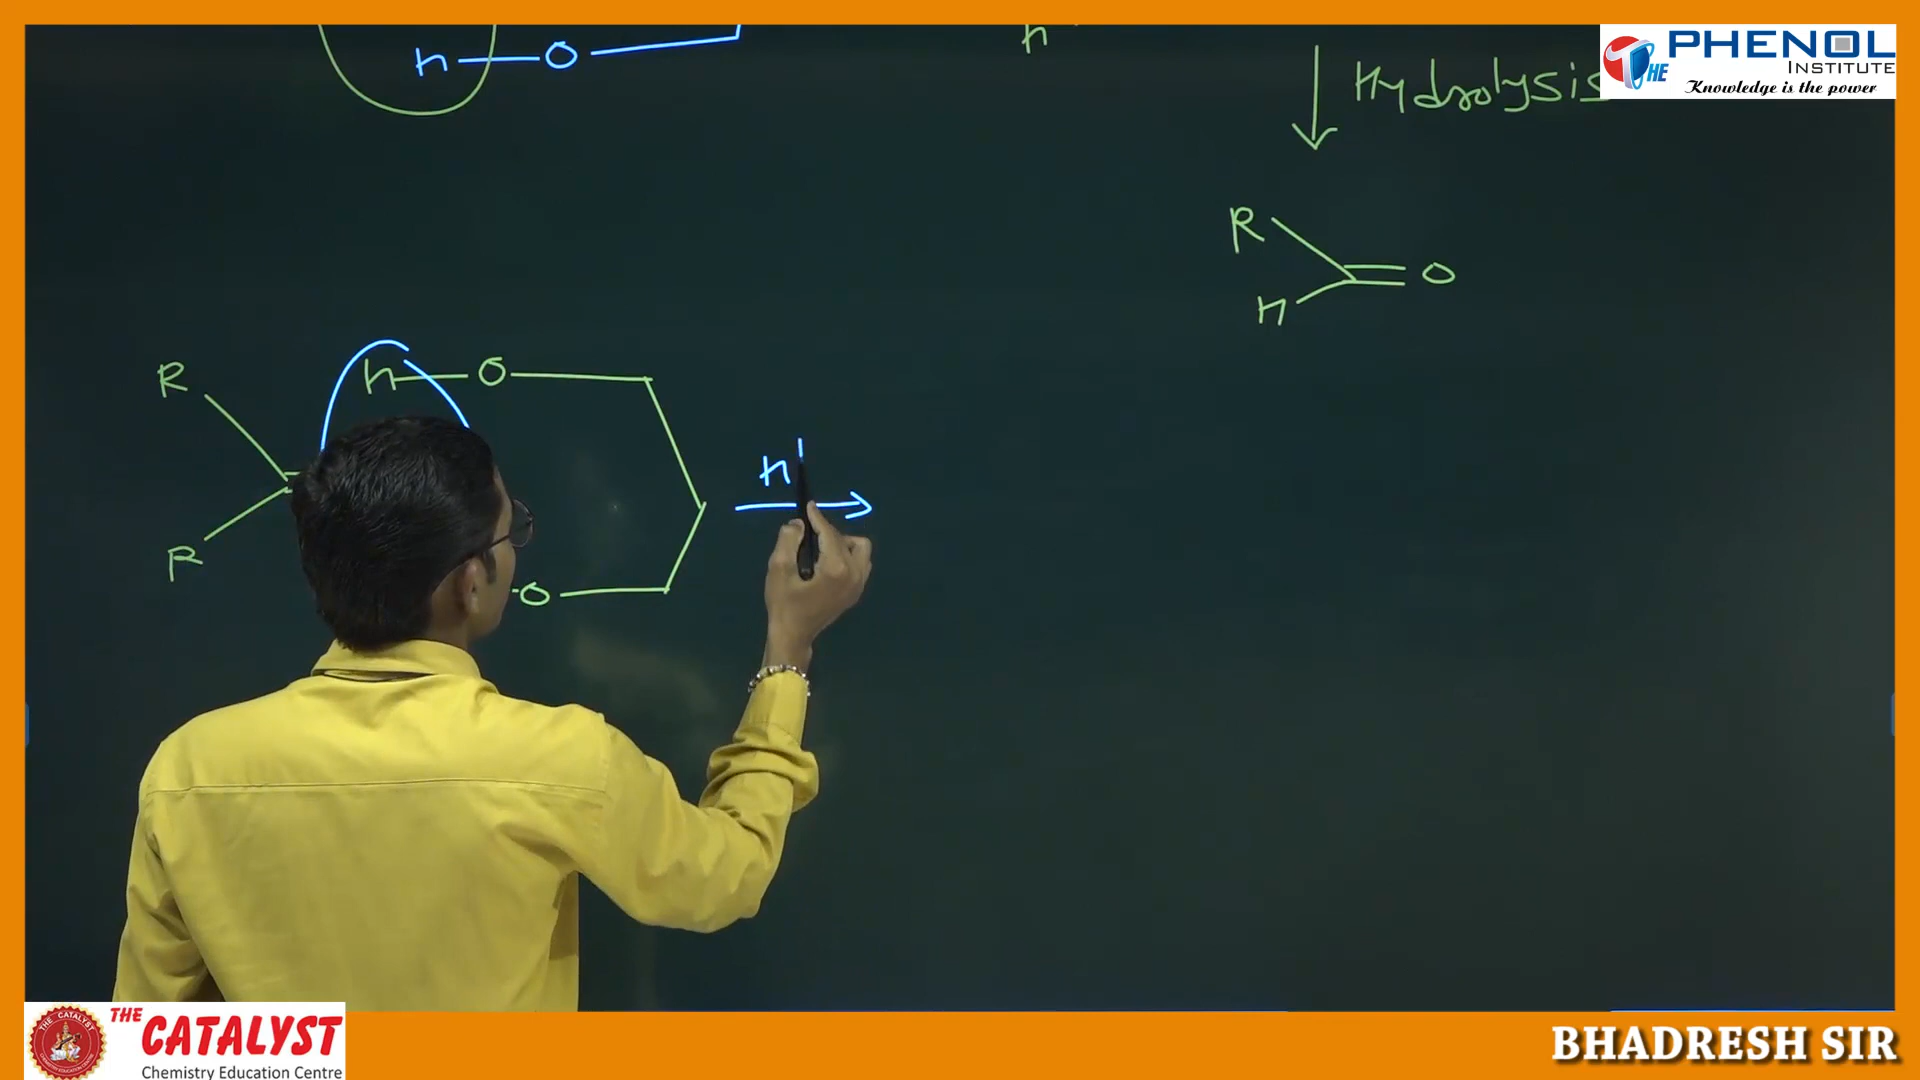 H-O
H
Hydrolysis
THE PHENOL
INSTITUTE
Knowledge is the power
R
H
=O
R
H-O
R
-O
H
THE
CATALYST
Chemistry Education Centre
BHADRESH SIR